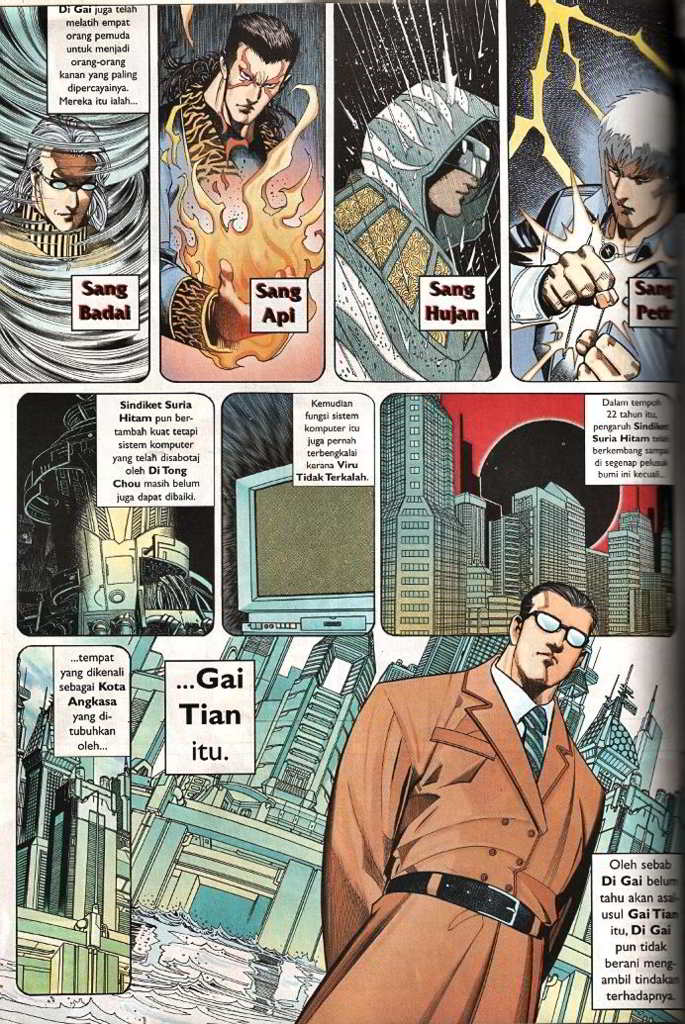 Di Gai juga telah
melatih empat
orang pemuda
untuk menjadi
orang-orang
kanan yang paling
dipercayainya.
Mereka itu ialah...
Sang
Badai
Sang
Api
Sang
Hujan
Sang
Sindiket Suria
Hitam pun ber-
tambah kuat tetapi
sistem komputer
yang telah disabotaj
oleh Di Tong
Chou masih belum
juga dapat dibaiki.
Kemudian
fungsi sistem
komputer itu
juga pernah
terbengkalai
kerana Viru
Tidak Terkalah.
Dalam tempoh
22 tahun itu,
pengaruh Sindiket
Suria Hitam telah
berkembang sampai
di segenap
bumi ini kecuali...
...tempat
yang dikenali
sebagai Kota
Angkasa
yang di-
tubuhkan
oleh...
...Gai
Tian
itu.
Oleh sebab
Di Gai belum
tahu akan asal-
usul Gai Tian
itu, Di Gai
pun tidak
berani meng-
ambil tindakan
terhadapnya.